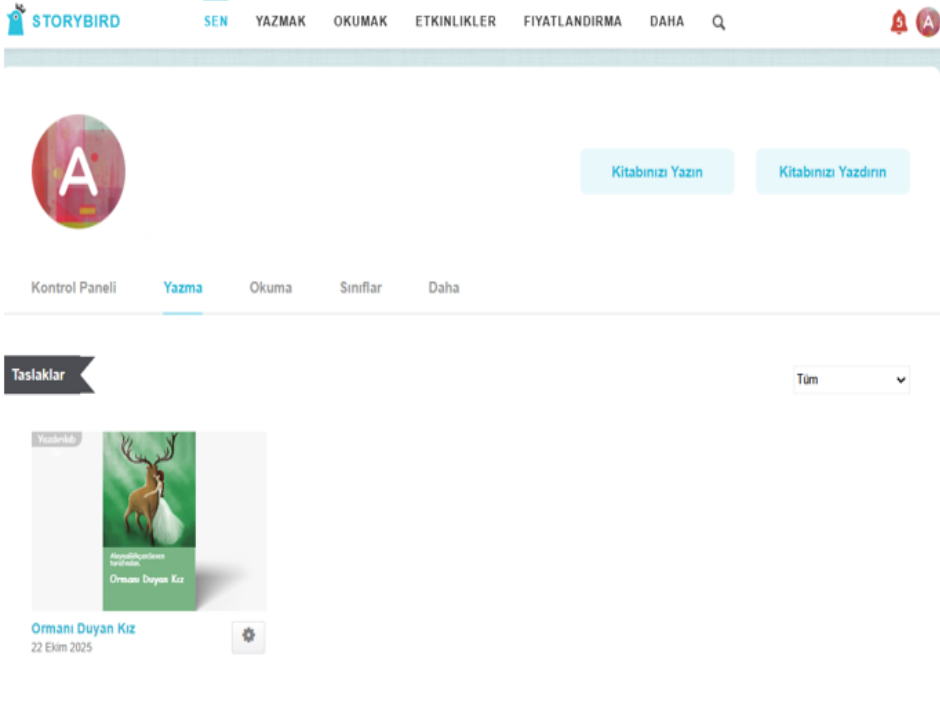 STORYBIRD
SEN YAZMAK OKUMAK ETKINLIKLER FIYATLANDIRMA DAHA
5 A
A
Kitabınızı Yazın Kitabınızı Yazdırın
Kontrol Paneli Yazma Okuma Sınıflar Daha
Taslaklar
Tüm
tarafından.
Ormanı Duyan Kız
Ormanı Duyan Kız
22 Ekim 2025